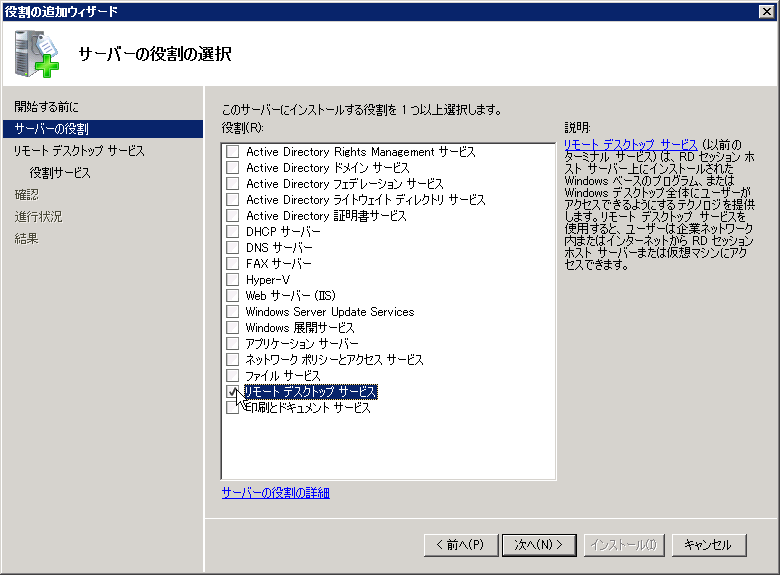 役割の追加ウィザード
サーバーの役割の選択
開始する前に
サーバーの役割
リモート デスクトップ サービス
役割サービス
確認
進行状況
結果
このサーバーにインストールする役割を 1 つ以上選択します。
役割(R):
Active Directory Rights Management サービス
Active Directory ドメイン サービス
Active Directory フェデレーション サービス
Active Directory ライトウェイト ディレクトリ サービス
Active Directory 証明書サービス
DHCP サーバー
DNS サーバー
FAX サーバー
Hyper-V
Web サーバー (IIS)
Windows Server Update Services
Windows 展開サービス
アプリケーション サーバー
ネットワーク ポリシーとアクセス サービス
ファイル サービス
リモート デスクトップ サービス
印刷とドキュメント サービス
サーバーの役割の詳細
説明:
リモート デスクトップ サービス (以前の
ターミナル サービス) は、RD セッション ホ
スト サーバー上にインストールされた
Windows ベースのプログラム、または
Windows デスクトップ全体にユーザーが
アクセスできるようにするテクノロジを提供
します。リモート デスクトップ サービスを
使用すると、ユーザーは企業ネットワーク
内またはインターネットから RD セッション
ホスト サーバーまたは仮想マシンにアク
セスできます。
< 前へ(P)
次へ(N) >
インストール(I)
キャンセル